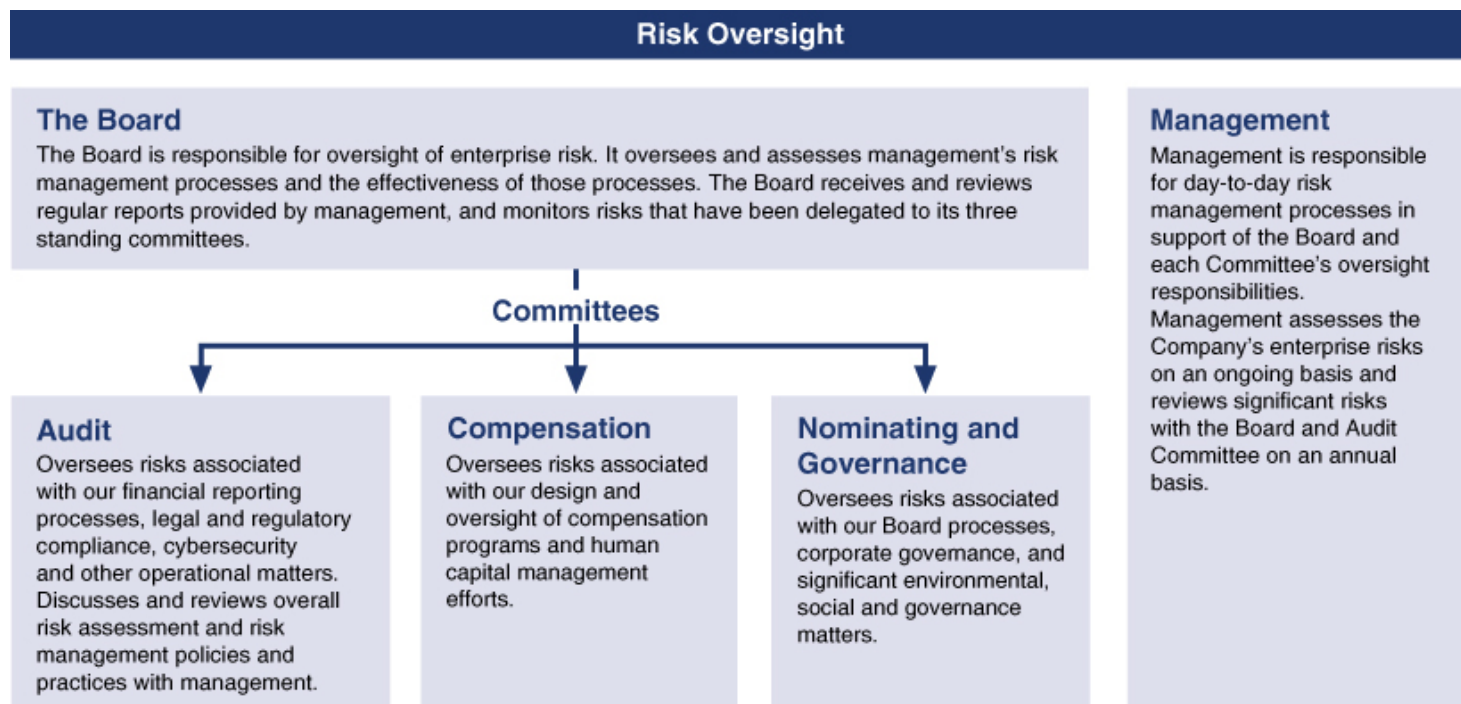 Risk Oversight
The Board
The Board is responsible for oversight of enterprise risk. It oversees and assesses management's risk
management processes and the effectiveness of those processes. The Board receives and reviews
regular reports provided by management, and monitors risks that have been delegated to its three
standing committees.
Committees
Audit
Oversees risks associated
with our financial reporting
processes, legal and regulatory
compliance, cybersecurity
and other operational matters.
Discusses and reviews overall
risk assessment and risk
management policies and
practices with management.
Compensation
Oversees risks associated
with our design and
oversight of compensation
programs and human
capital management
efforts.
Nominating and
Governance
Oversees risks associated
with our Board processes,
corporate governance, and
significant environmental,
social and governance
matters.
Management
Management is responsible
for day-to-day risk
management processes in
support of the Board and
each Committee's oversight
responsibilities.
Management assesses the
Company's enterprise risks
on an ongoing basis and
reviews significant risks
with the Board and Audit
Committee on an annual
basis.